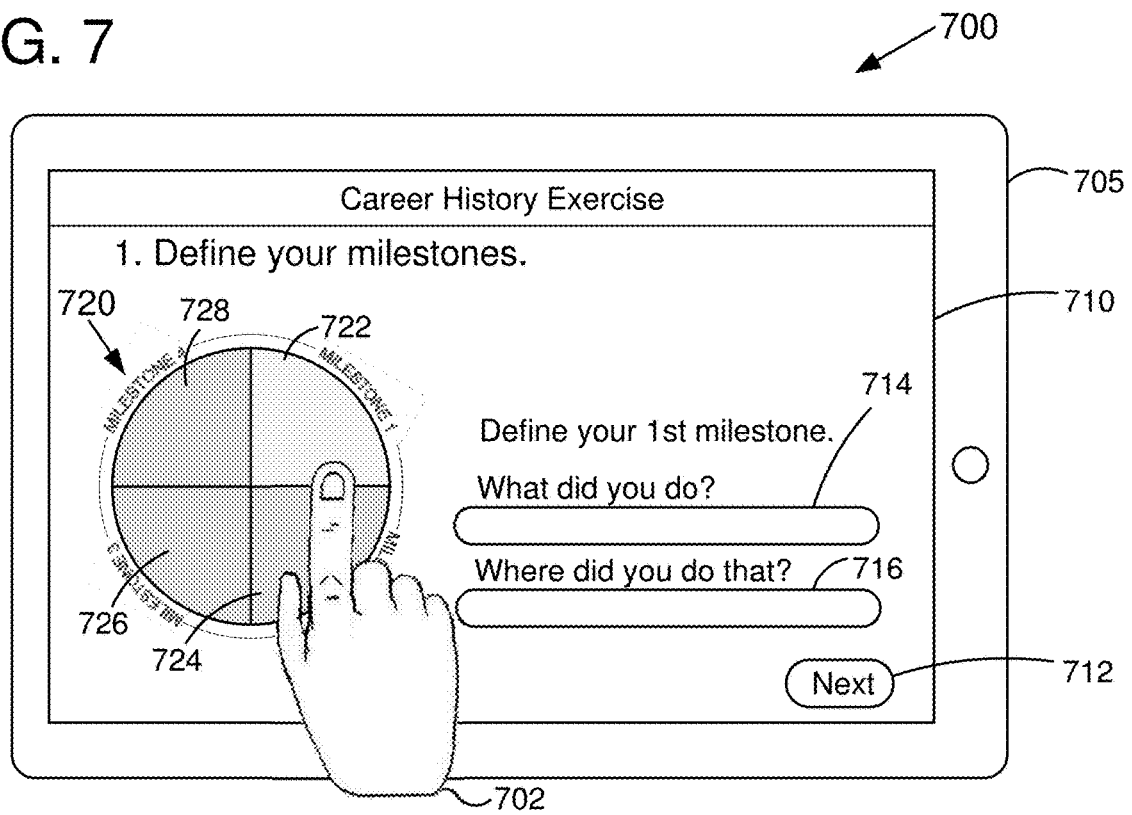 G. 7
700
705
Career History Exercise
1. Define your milestones.
710
720
728
722
MILESTONE 4
MILESTONE 1
714
Define your 1st milestone.
What did you do?
Where did you do that?
716
MIL
MILESTONE 3
726
724
Next
712
702